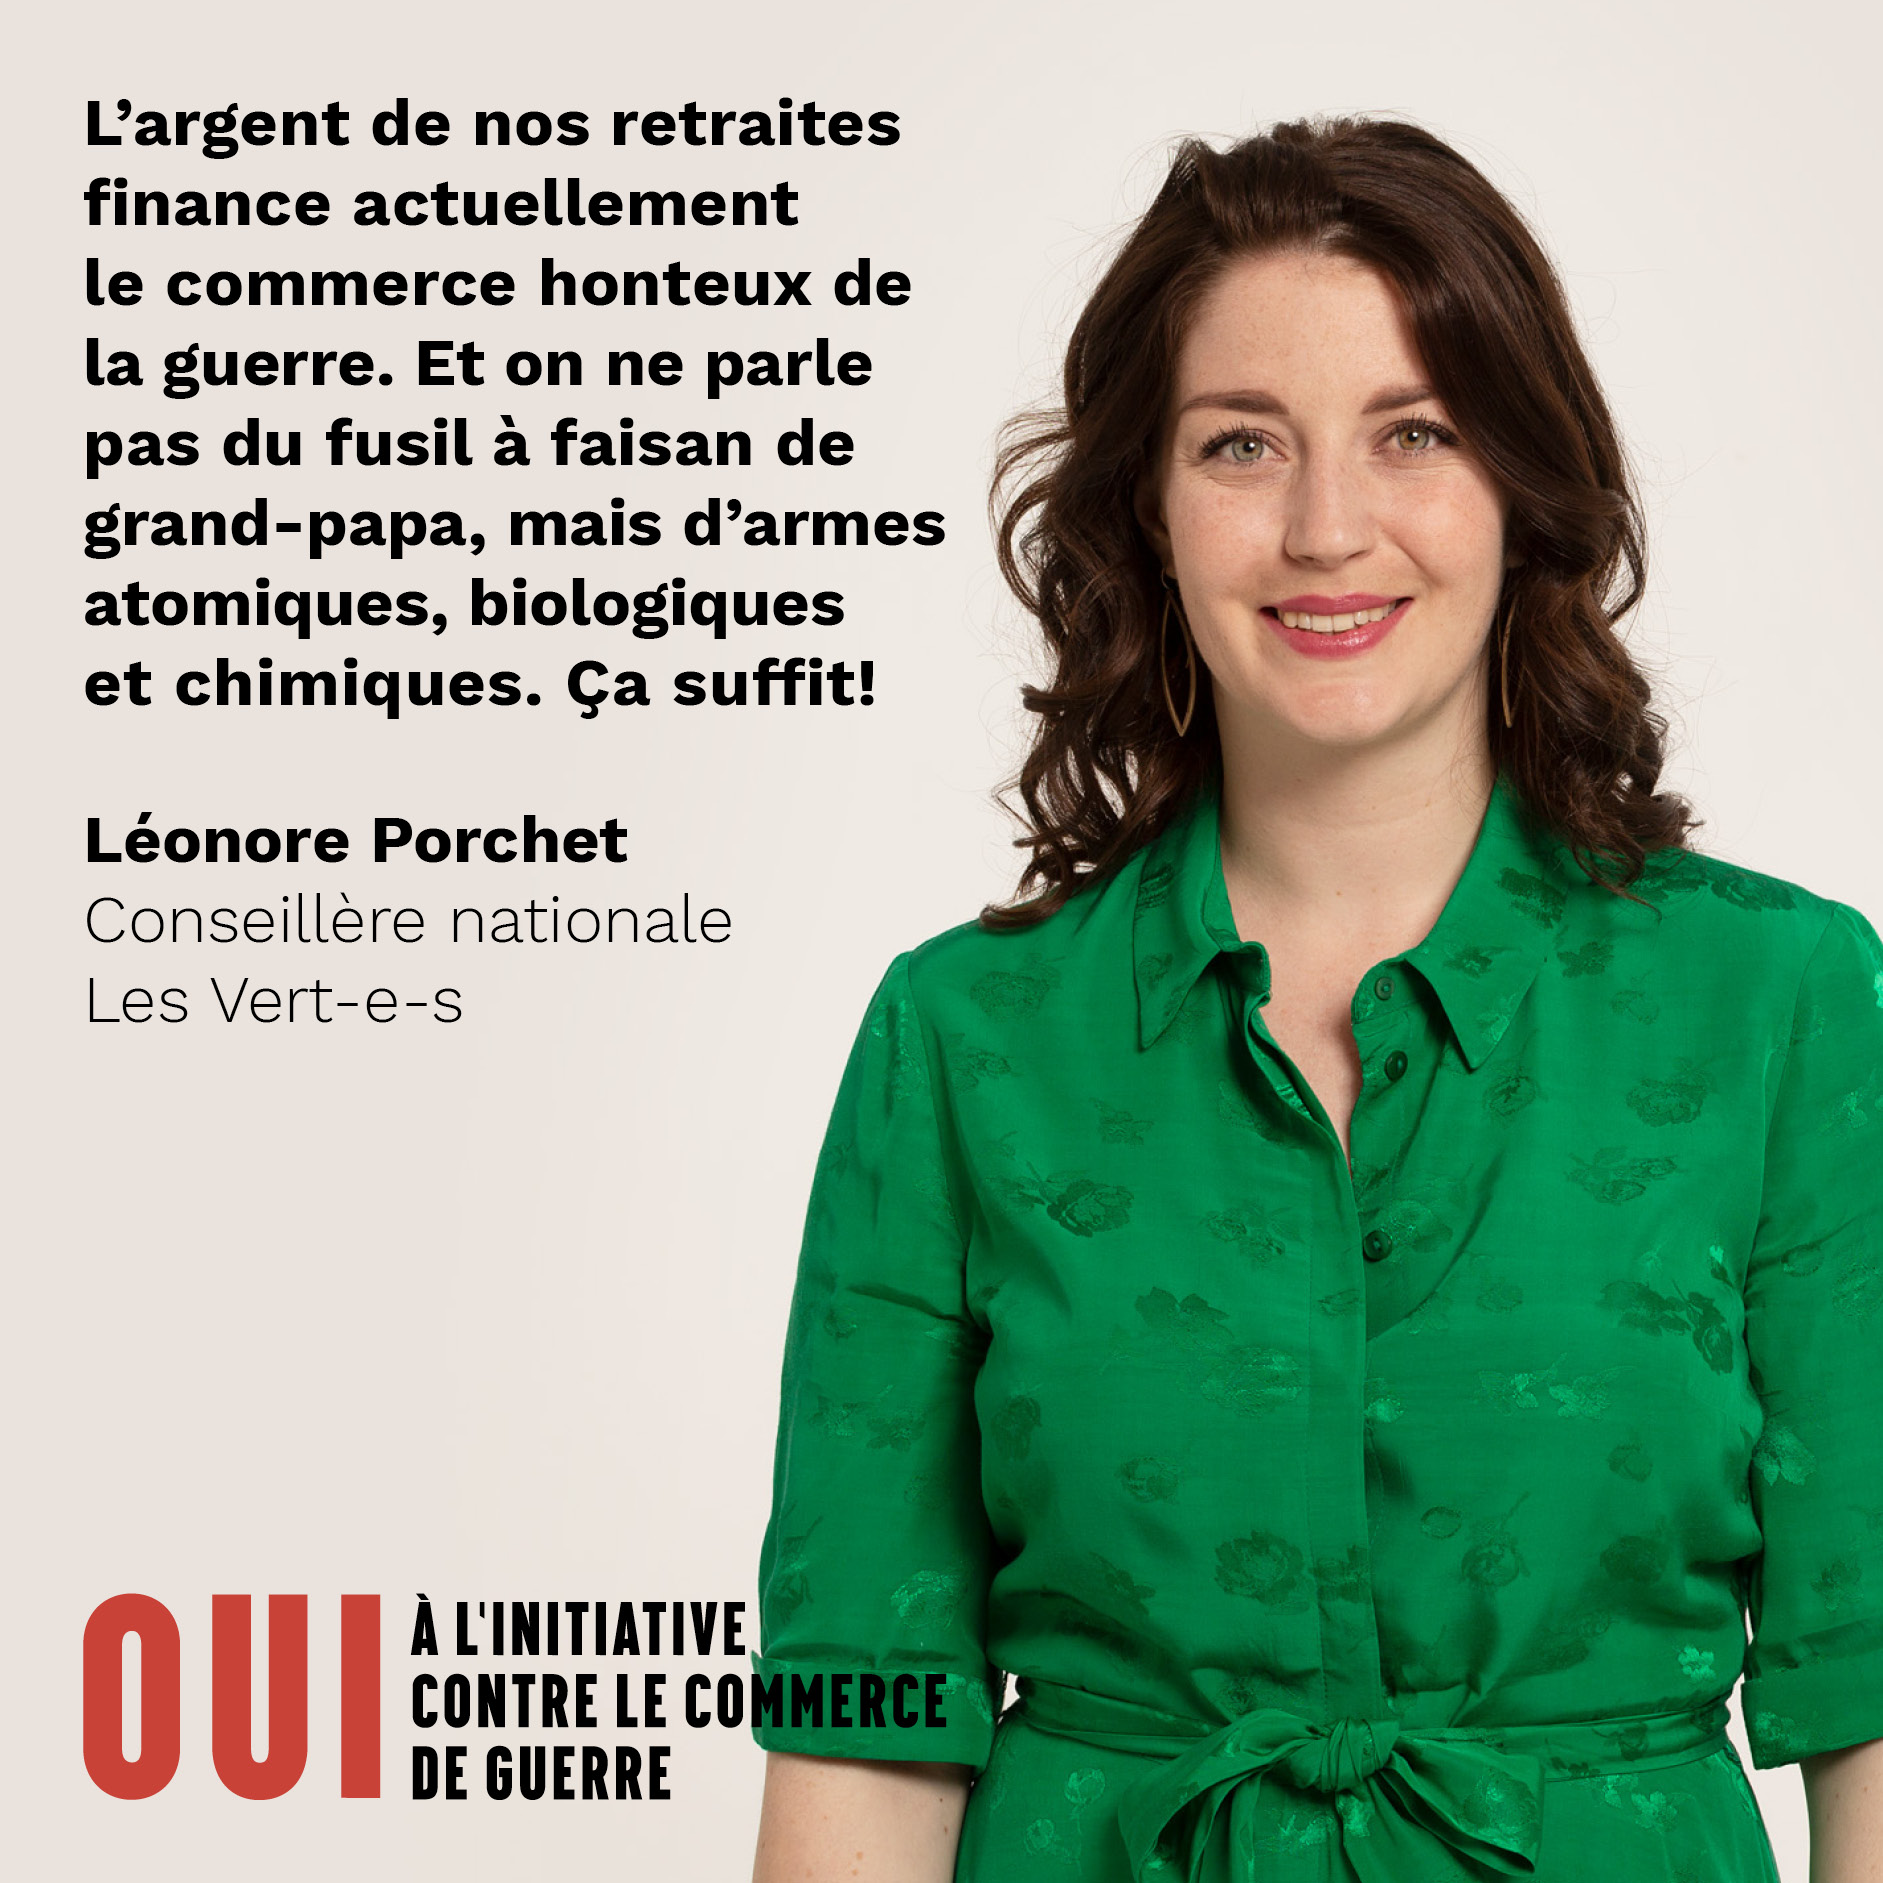 L’argent de nos retraites
finance actuellement
le commerce honteux de
la guerre. Et on ne parle
pas du fusil à faisan de
grand-papa, mais d’armes
atomiques, biologiques
et chimiques. Ça suffit!
Léonore Porchet
Conseillère nationale
Les Vert-e-s
OUI À L'INITIATIVE
CONTRE LE COMMERCE
DE GUERRE